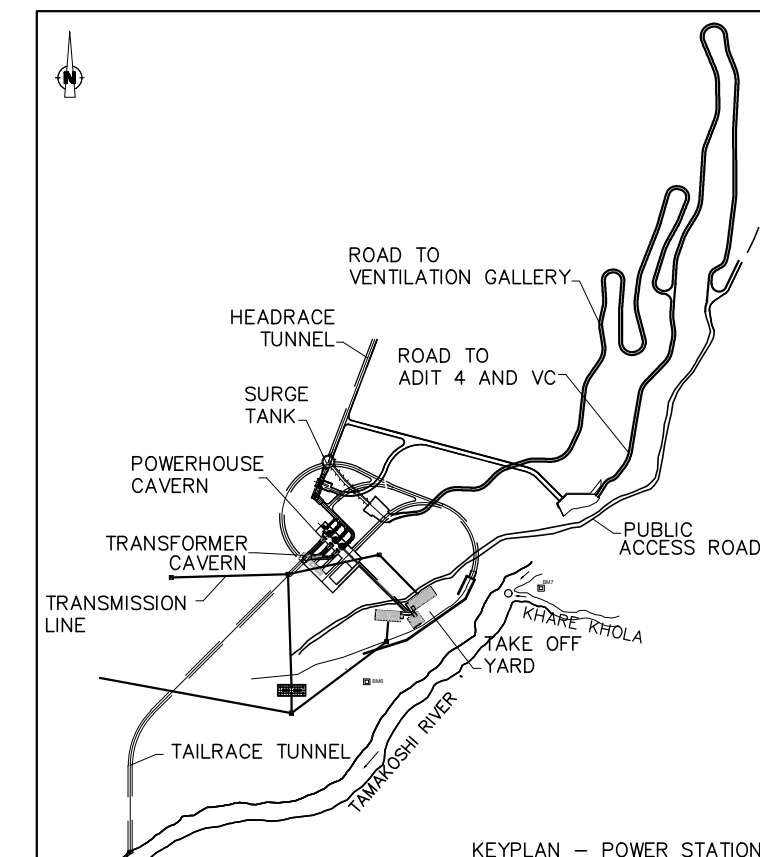 N
ROAD TO
VENTILATION GALLERY
HEADRACE
TUNNEL
ROAD TO
ADIT 4 AND VC
SURGE
TANK
POWERHOUSE
CAVERN
TRANSFORMER
CAVERN
PUBLIC
ACCESS ROAD
TRANSMISSION
LINE
BM7
KHARE KHOLA
TAKE OFF
YARD
BM6
TAMAKOSHI RIVER
TAILRACE TUNNEL
KEYPLAN – POWER STATION